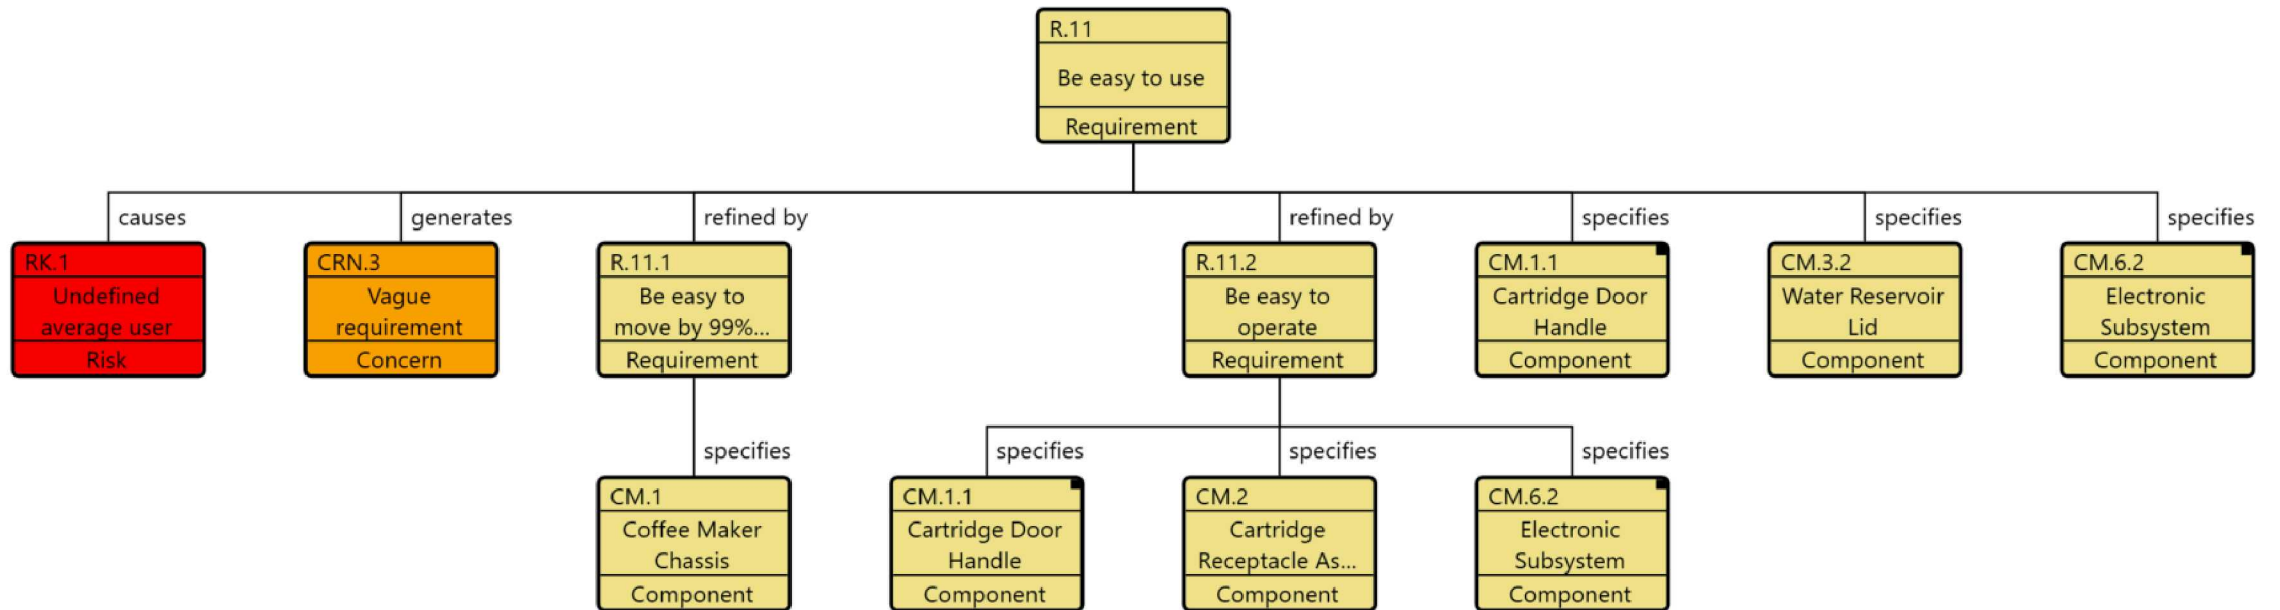 R.11
Be easy to use
Requirement
causes
generates
refined by
refined by
specifies
specifies
specifies
RK.1
Undefined
average user
Risk
CRN.3
Vague
requirement
Concern
R.11.1
Be easy to
move by 99%...
Requirement
R.11.2
Be easy to
operate
Requirement
CM.1.1
Cartridge Door
Handle
Component
CM.3.2
Water Reservoir
Lid
Component
CM.6.2
Electronic
Subsystem
Component
specifies
specifies
specifies
specifies
CM.1
Coffee Maker
Chassis
Component
CM.1.1
Cartridge Door
Handle
Component
CM.2
Cartridge
Receptacle As...
Component
CM.6.2
Electronic
Subsystem
Component